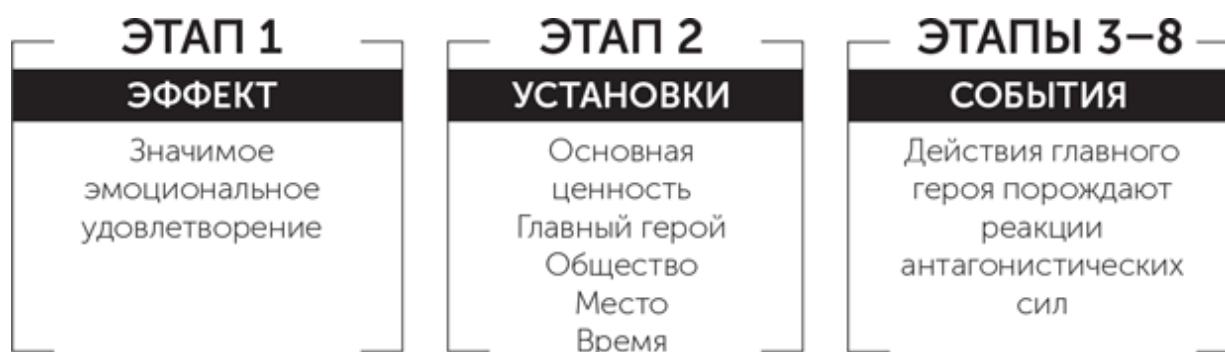 ЭТАП 1
ЭФФЕКТ
Значимое
эмоциональное
удовлетворение
ЭТАП 2
УСТАНОВКИ
Основная
ценность
Главный герой
Общество
Место
Время
ЭТАПЫ 3–8
СОБЫТИЯ
Действия главного
героя порождают
реакции
антагонистических
сил